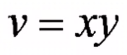 v = xy